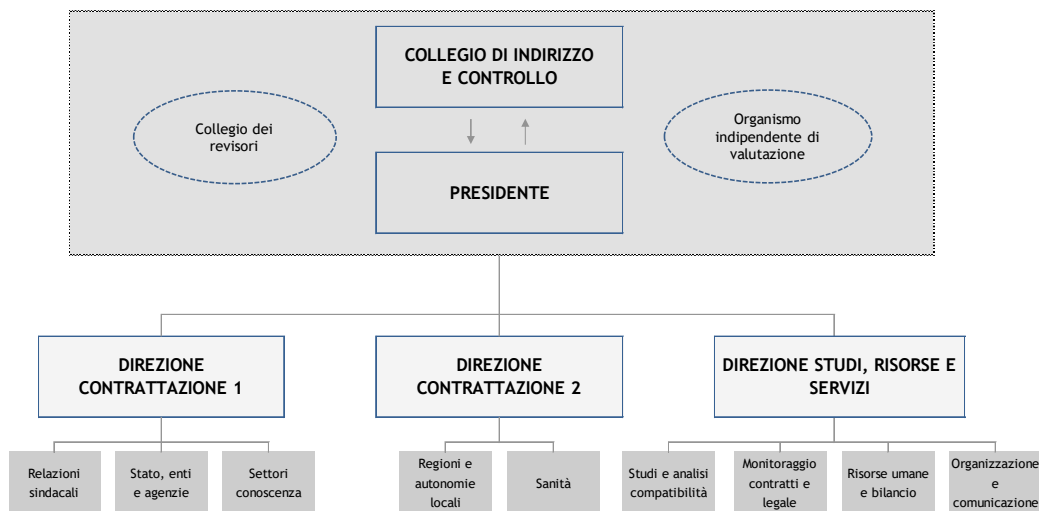 COLLEGIO DI INDIRIZZO
E CONTROLLO
Collegio dei
revisori
Organismo
indipendente di
valutazione
PRESIDENTE
DIREZIONE
CONTRATTAZIONE 1
DIREZIONE
CONTRATTAZIONE 2
DIREZIONE STUDI, RISORSE E
SERVIZI
Relazioni
sindacali
Stato, enti
e agenzie
Settori
conoscenza
Regioni e
autonomie
locali
Sanità
Studi e analisi
compatibilità
Monitoraggio
contratti e
legale
Risorse umane
e bilancio
Organizzazione
e
comunicazione